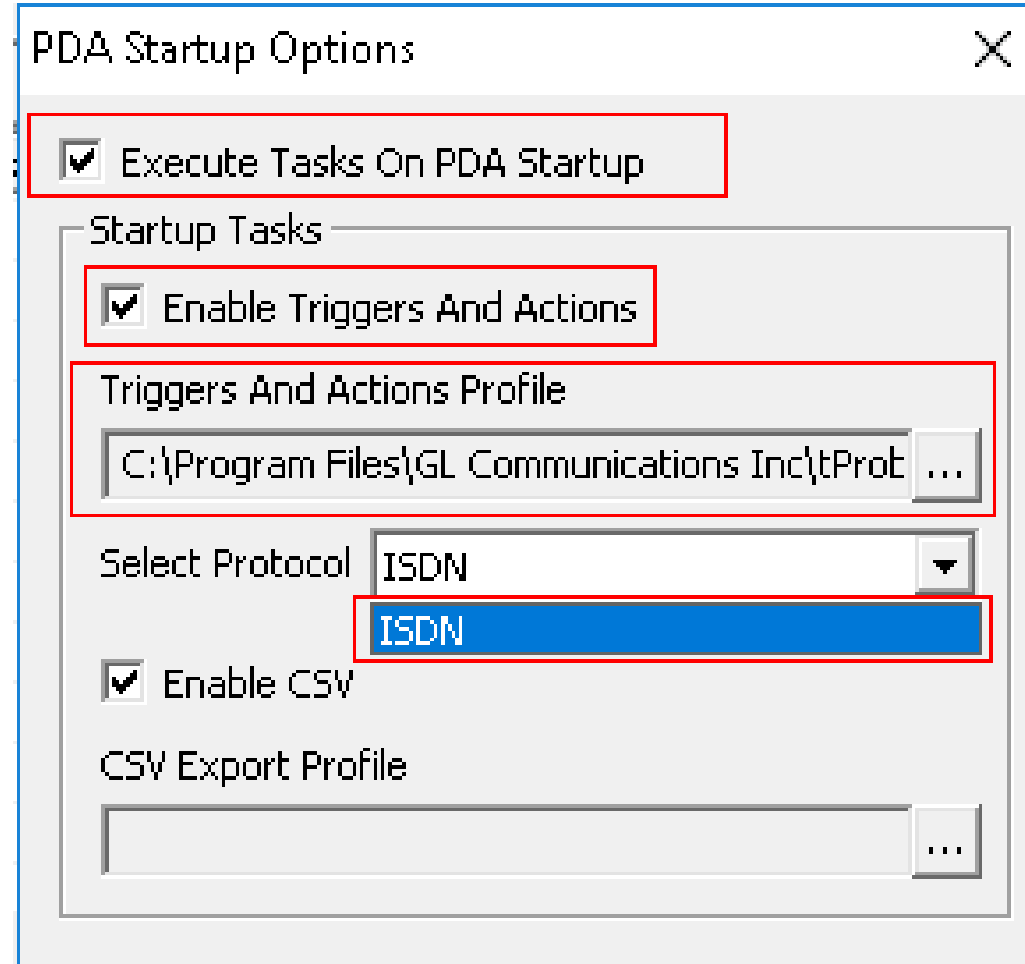 PDA Startup Options
Execute Tasks On PDA Startup
Startup Tasks
Enable Triggers And Actions
Triggers And Actions Profile
C:\Program Files\GL Communications Inc\tProb ...
Select Protocol ISDN
ISDN
Enable CSV
CSV Export Profile
...